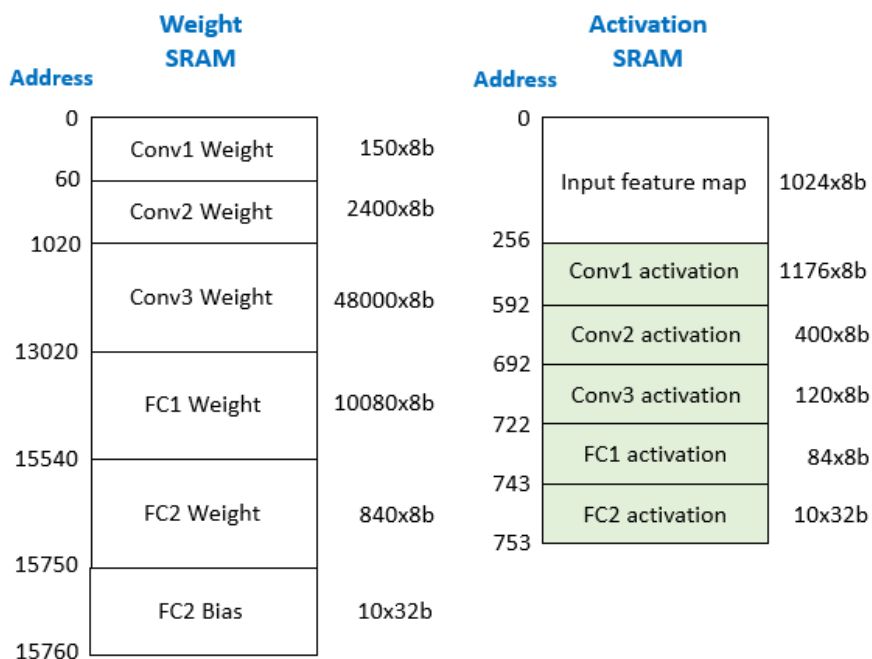 Weight
SRAM
Address
0
Conv1 Weight
150x8b
60
Conv2 Weight
2400x8b
1020
Conv3 Weight
48000x8b
13020
FC1 Weight
10080x8b
15540
FC2 Weight
840x8b
15750
FC2 Bias
10x32b
15760
Activation
SRAM
Address
0
Input feature map
1024x8b
256
Conv1 activation
1176x8b
592
Conv2 activation
400x8b
692
Conv3 activation
120x8b
722
FC1 activation
84x8b
743
FC2 activation
10x32b
753